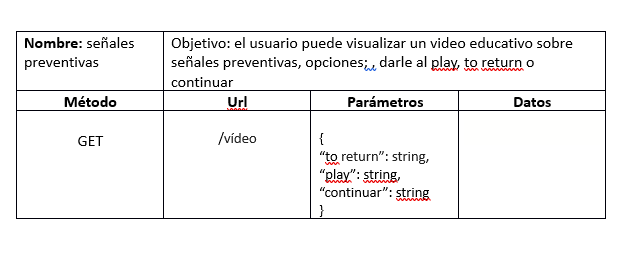 Nombre: señales preventivas
Objetivo: el usuario puede visualizar un video educativo sobre
señales preventivas, opciones; , darle al play, to return o
continuar
Método Url Parámetros Datos
GET /vídeo
{
“to return”: string,
“play”: string,
“continuar”: string
}